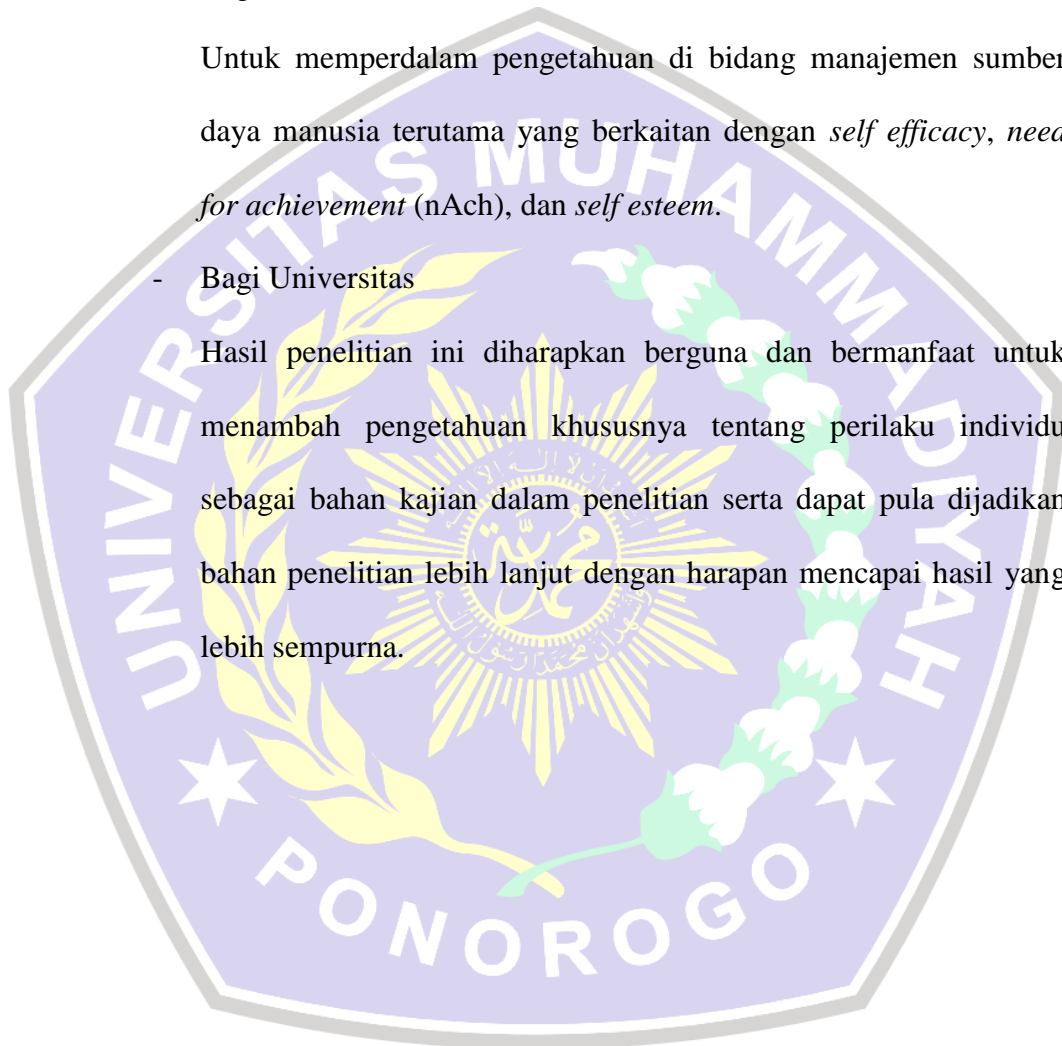 Untuk memperdalam pengetahuan di bidang manajemen sumber
daya manusia terutama yang berkaitan dengan self efficacy, need
for achievement (nAch), dan self esteem.
- Bagi Universitas
Hasil penelitian ini diharapkan berguna dan bermanfaat untuk
menambah pengetahuan khususnya tentang perilaku individu
sebagai bahan kajian dalam penelitian serta dapat pula dijadikan
bahan penelitian lebih lanjut dengan harapan mencapai hasil yang
lebih sempurna.
UNIVERSITAS MUHAMMADIYAH
PONOROGO
محمدية